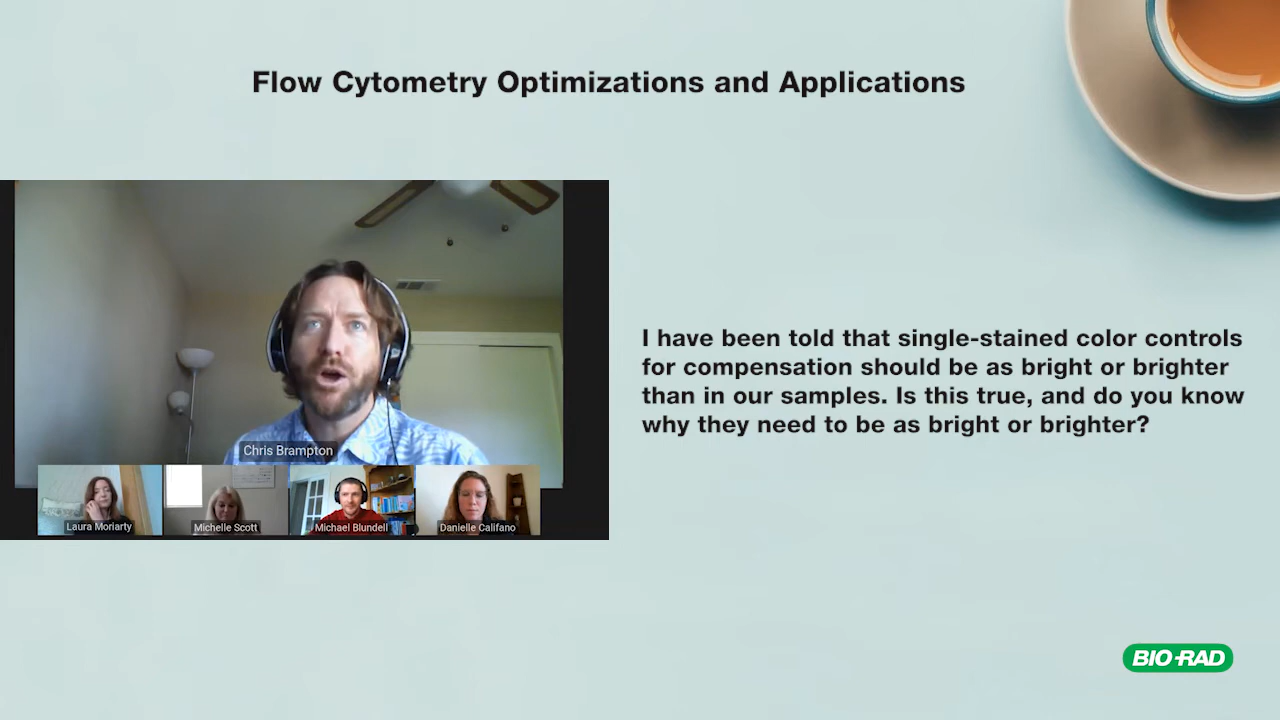 Flow Cytometry Optimizations and Applications
Chris Brampton
Laura Moriarty
Michelle Scott
Michael Blundell
Danielle Califano
I have been told that single-stained color controls
for compensation should be as bright or brighter
than in our samples. Is this true, and do you know
why they need to be as bright or brighter?
BIO-RAD